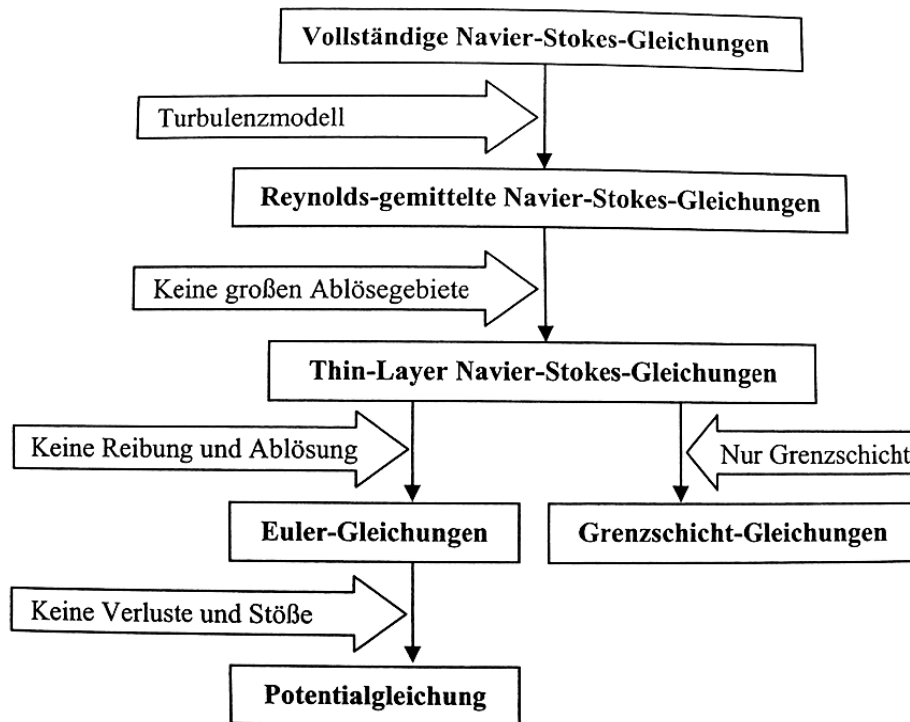 Vollständige Navier-Stokes-Gleichungen
Turbulenzmodell
Reynolds-gemittelte Navier-Stokes-Gleichungen
Keine großen Ablösegebiete
Thin-Layer Navier-Stokes-Gleichungen
Keine Reibung und Ablösung
Nur Grenzschicht
Euler-Gleichungen
Grenzschicht-Gleichungen
Keine Verluste und Stöße
Potentialgleichung